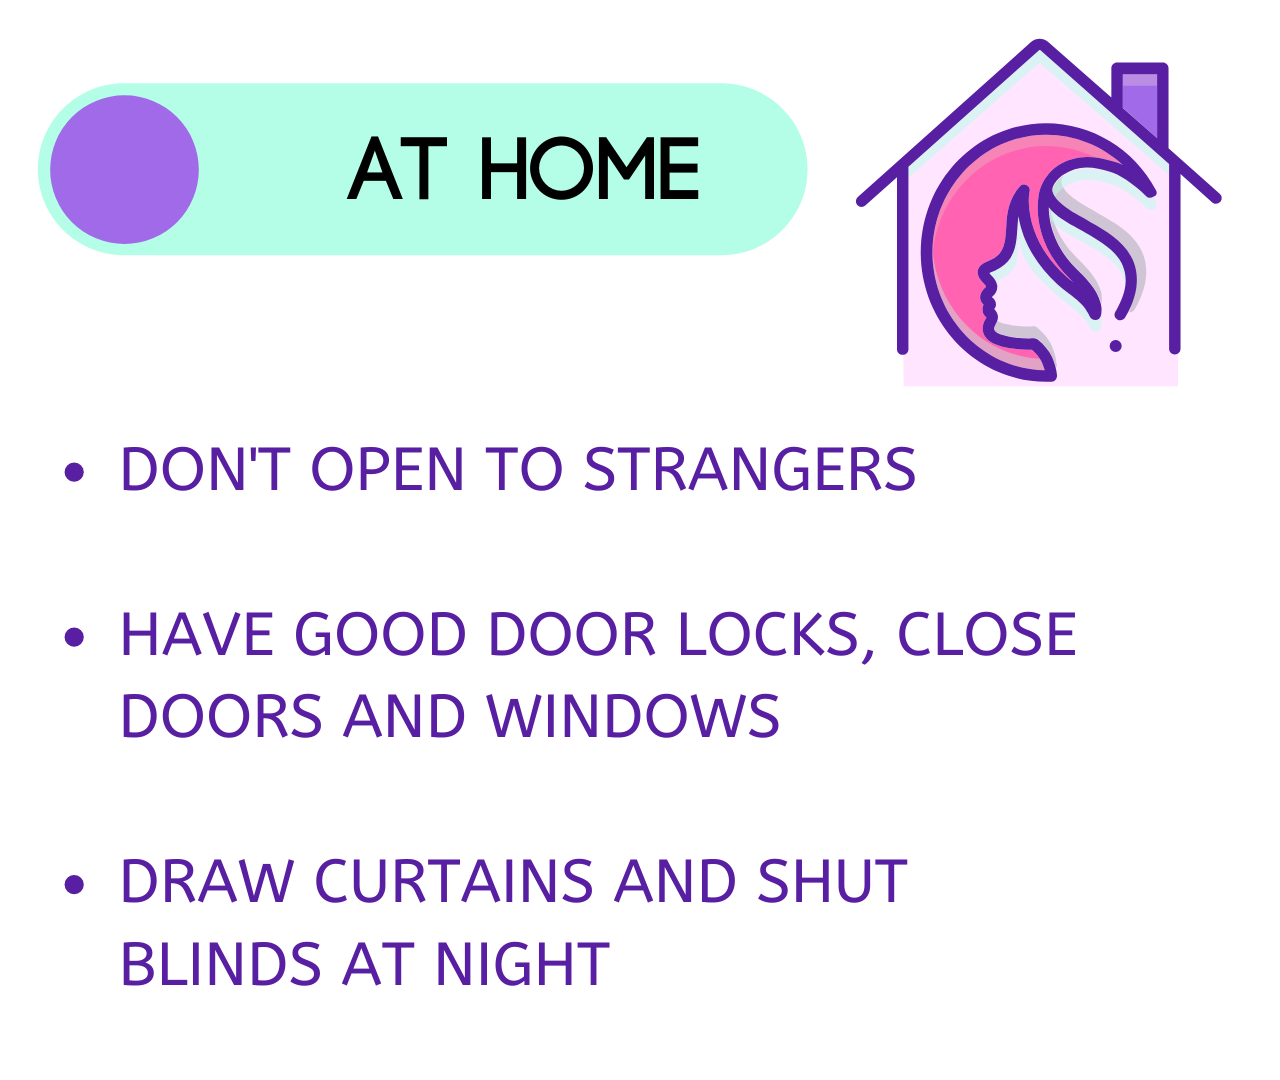 AT HOME
• DON'T OPEN TO STRANGERS
• HAVE GOOD DOOR LOCKS, CLOSE
DOORS AND WINDOWS
• DRAW CURTAINS AND SHUT
BLINDS AT NIGHT